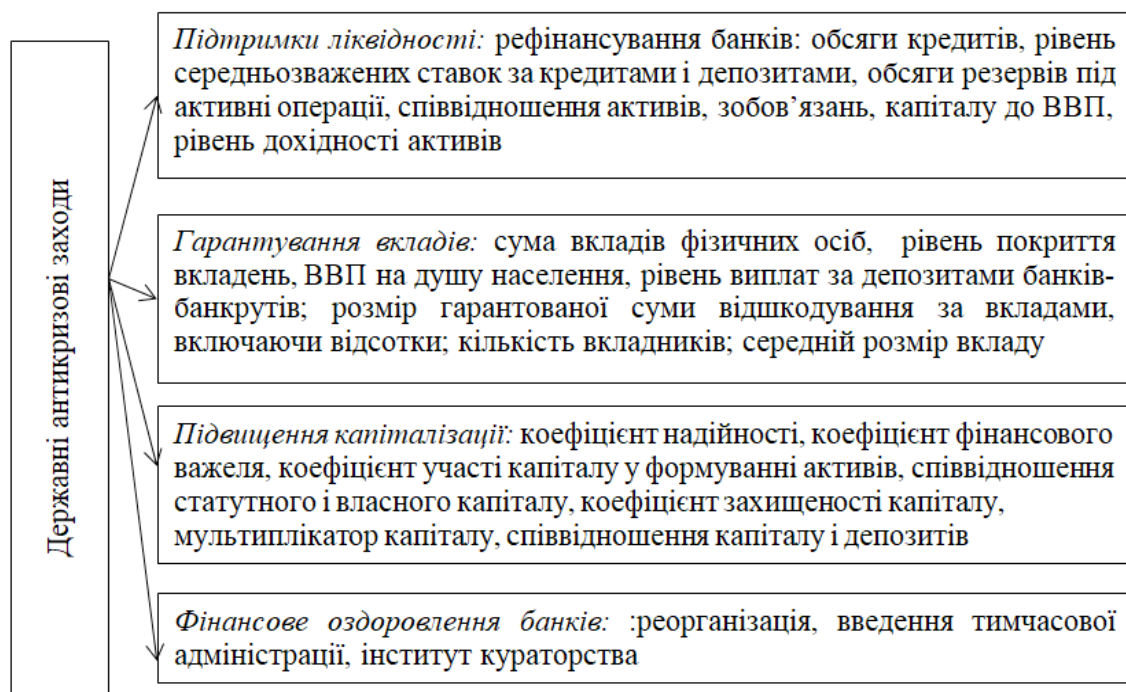 Державні антикризові заходи
Підтримки ліквідності: рефінансування банків: обсяги кредитів, рівень
середньозважених ставок за кредитами і депозитами, обсяги резервів під
активні операції, співвідношення активів, зобов’язань, капіталу до ВВП,
рівень дохідності активів
Гарантування вкладів: сума вкладів фізичних осіб, рівень покриття
вкладень, ВВП на душу населення, рівень виплат за депозитами банків-
банкрутів; розмір гарантованої суми відшкодування за вкладами,
включаючи відсотки; кількість вкладників; середній розмір вкладу
Підвищення капіталізації: коефіцієнт надійності, коефіцієнт фінансового
важеля, коефіцієнт участі капіталу у формуванні активів, співвідношення
статутного і власного капіталу, коефіцієнт захищеності капіталу,
мультиплікатор капіталу, співвідношення капіталу і депозитів
Фінансове оздоровлення банків: :реорганізація, введення тимчасової
адміністрації, інститут кураторства